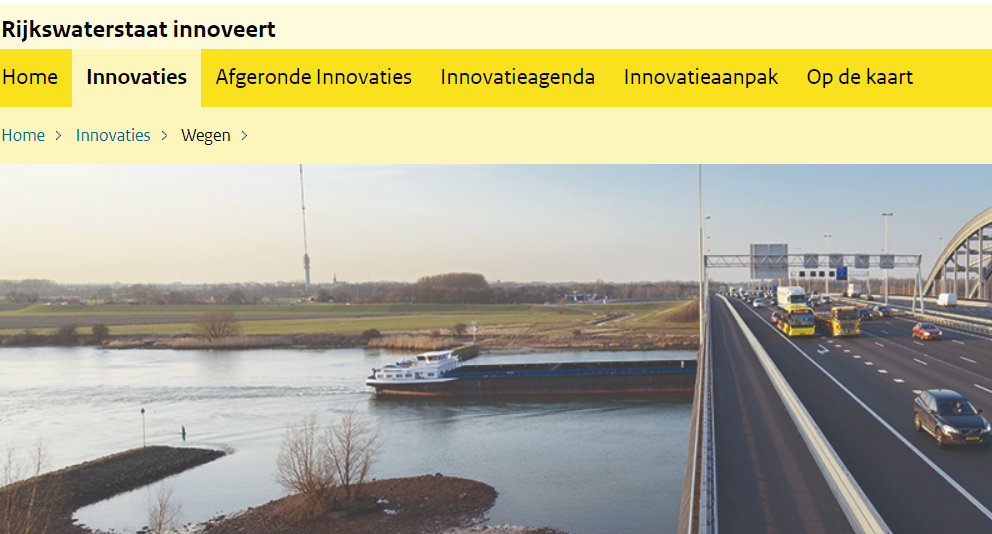 Rijkswaterstaat innoveert
Home Innovaties Afgeronde Innovaties Innovatieagenda Innovatieaanpak Op de kaart
Home > Innovaties > Wegen >